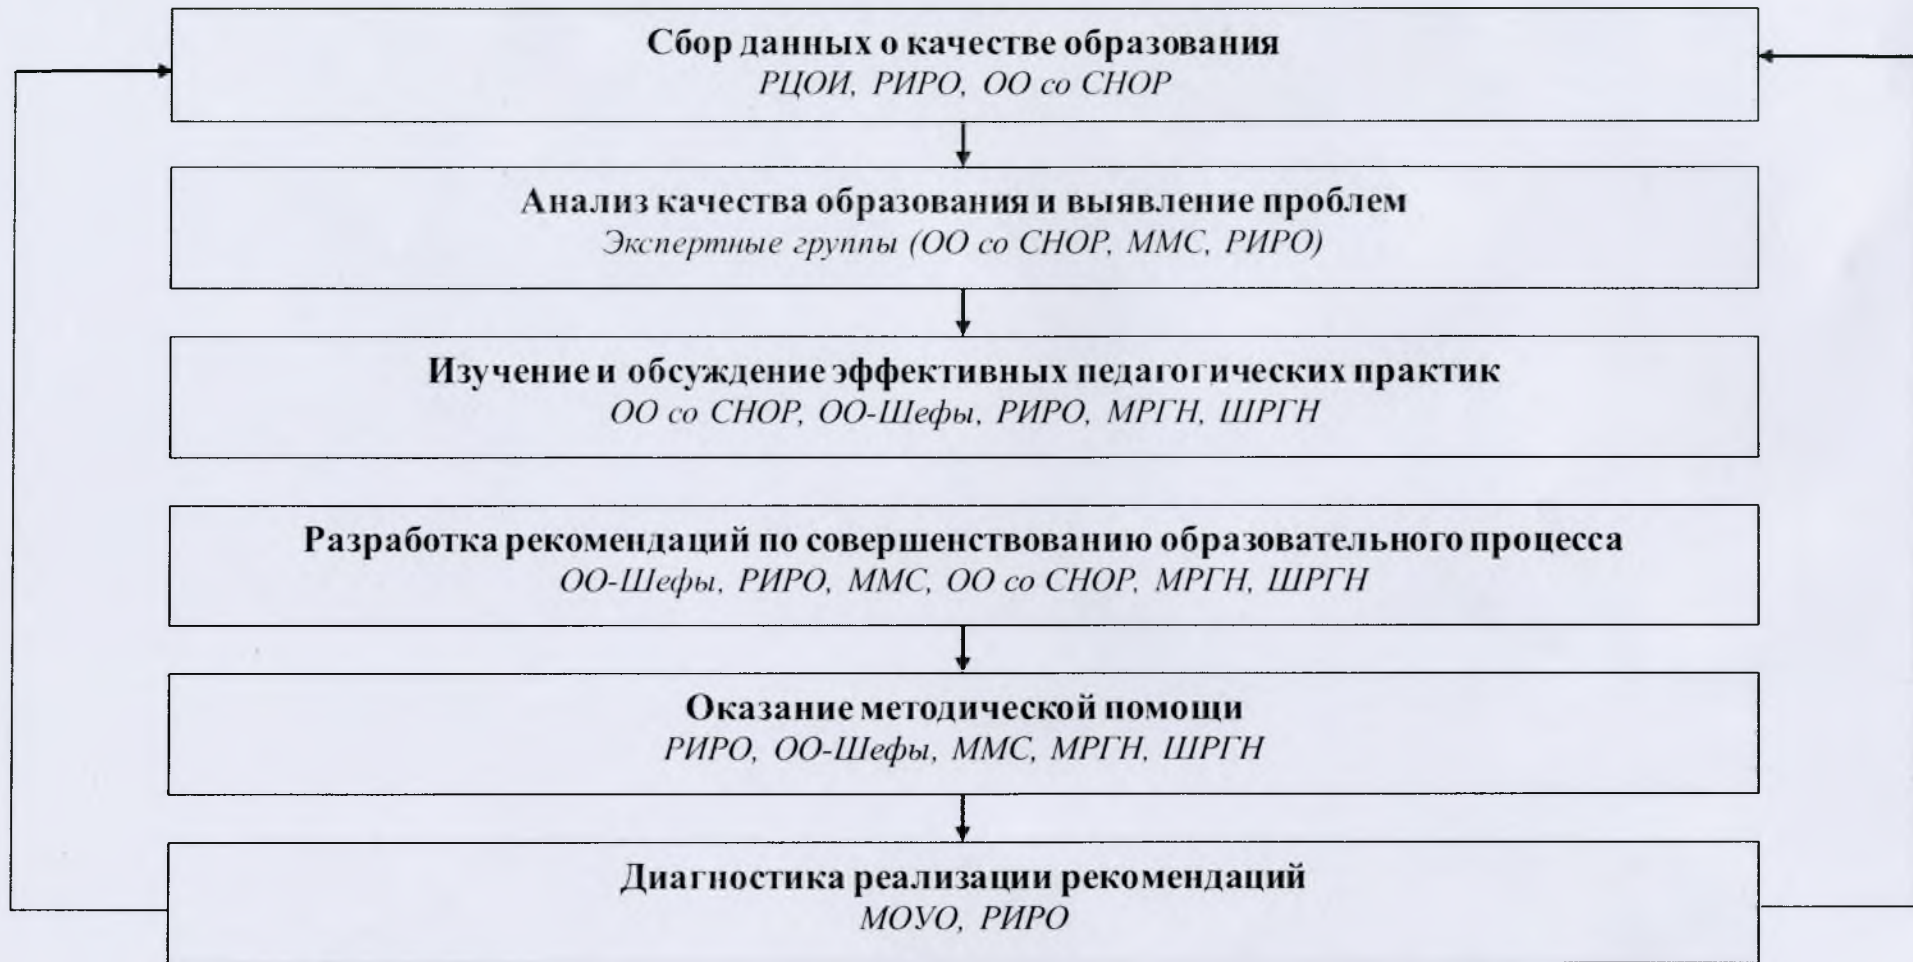 Сбор данных о качестве образования
РЦОИ, РИРО, ОО со СНОР
Анализ качества образования и выявление проблем
Экспертные группы (ОО со СНОР, ММС, РИРО)
Изучение и обсуждение эффективных педагогических практик
ОО со СНОР, ОО-Шефы, РИРО, МРГН, ШРГН
Разработка рекомендаций по совершенствованию образовательного процесса
ОО-Шефы, РИРО, ММС, ОО со СНОР, МРГН, ШРГН
Оказание методической помощи
РИРО, ОО-Шефы, ММС, МРГН, ШРГН
Диагностика реализации рекомендаций
МОУО, РИРО